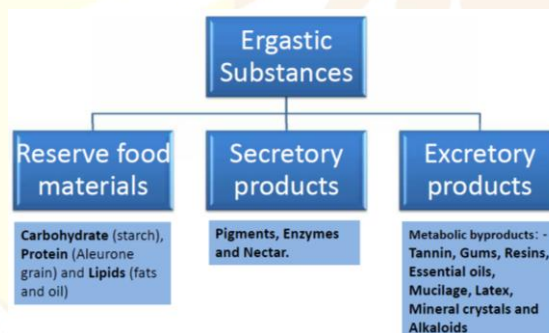 Ergastic
Substances
Reserve food
materials
Secretory
products
Excretory
products
Carbohydrate (starch),
Protein (Aleurone
grain) and Lipids (fats
and oil)
Pigments, Enzymes
and Nectar.
Metabolic byproducts: -
Tannin, Gums, Resins,
Essential oils,
Mucilage, Latex,
Mineral crystals and
Alkaloids